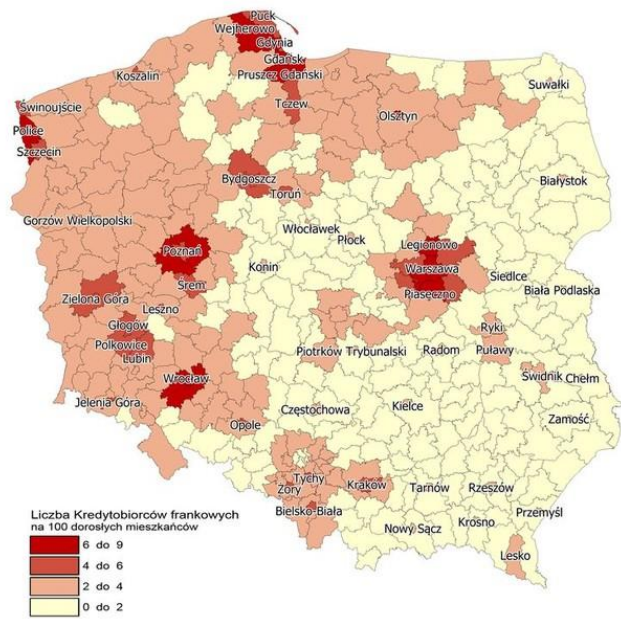 Puck
Wejherowo
Gdynia
Gdańsk
Koszalin
Pruszcz Gdański
Suwałki
Świnoujście
Tczew
Olsztyn
Police
Szczecin
Bydgoszcz
Białystok
Toruń
Gorzów Wielkopolski
Włocławek
Płock
Legionowo
Poznań
Warszawa
Siedlce
Konin
Biała Podlaska
Śrem
Piaseczno
Zielona Góra
Leszno
Głogów
Ryki
Polkowice
Piotrków Trybunalski
Radom
Puławy
Lubin
Wrocław
Świdnik
Chełm
Jelenia Góra
Częstochowa
Kielce
Zamość
Opole
Tychy
Żory
Kraków
Tarnów
Rzeszów
Bielsko-Biała
Przemyśl
Krosno
Nowy Sącz
Lesko
Liczba Kredytobiorców frankowych
na 100 dorosłych mieszkańców
6 do 9
4 do 6
2 do 4
0 do 2